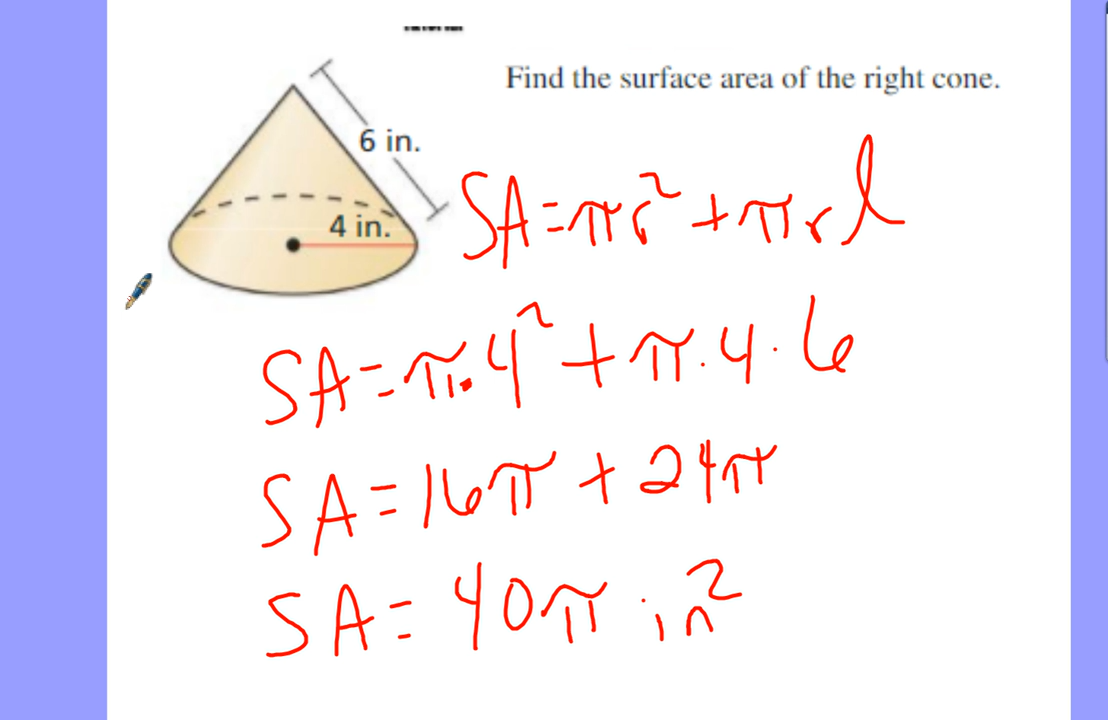 Find the surface area of the right cone.
6 in.
4 in.
SA=πr²+πrl
SA=π·4²+π.4·6
SA=16π+24π
SA=40π in²